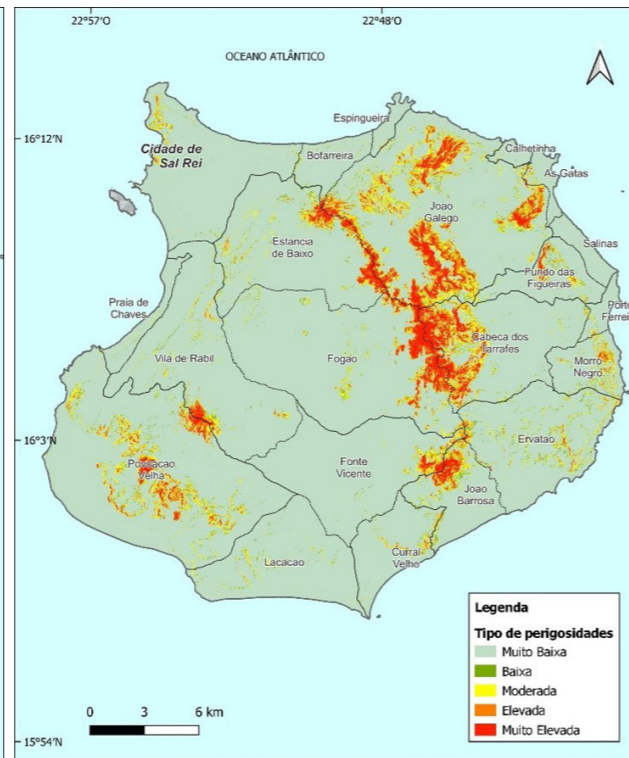 22°57'O
22°48'O
OCEANO ATLÂNTICO
Espingueira
16°12'N
Cidade de
Sal Rei
Bofarreira
Calhetinha
As Gatas
Joao
Galego
Estancia
de Baixo
Salinas
Fundo das
Figueiras
Praia de
Chaves
Porto
Ferreir
Vila de Rabil
Fogao
Cabeca dos
Tarrafes
Morro
Negro
16°3'N
Ervatao
Povoacao
Velha
Fonte
Vicente
Joao
Barrosa
Curral
Velho
Lacacao
Legenda
Tipo de perigosidades
Muito Baixa
Baixa
Moderada
Elevada
Muito Elevada
0 3 6 km
15°54'N